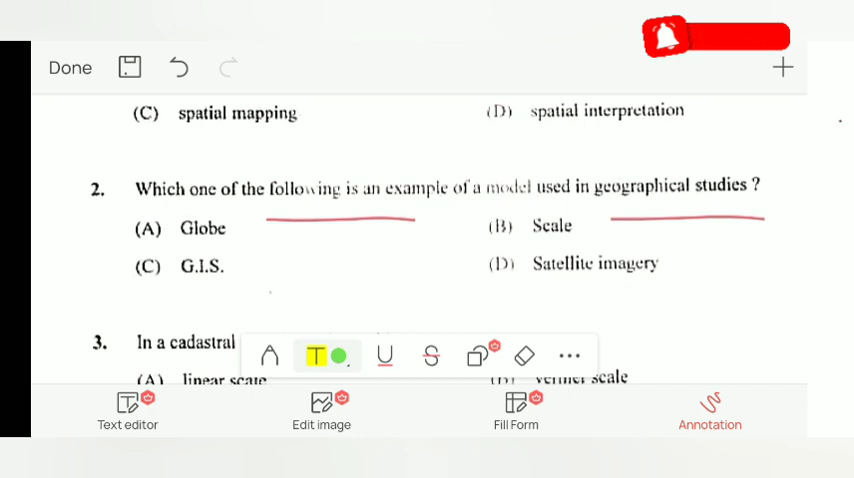 Done
(C) spatial mapping (D) spatial interpretation
2. Which one of the following is an example of a model used in geographical studies ?
(A) Globe (B) Scale
(C) G.I.S. (D) Satellite imagery
3. In a cadastral
T U S
(A) linear scale (D) vernier scale
Text editor Edit image Fill Form Annotation